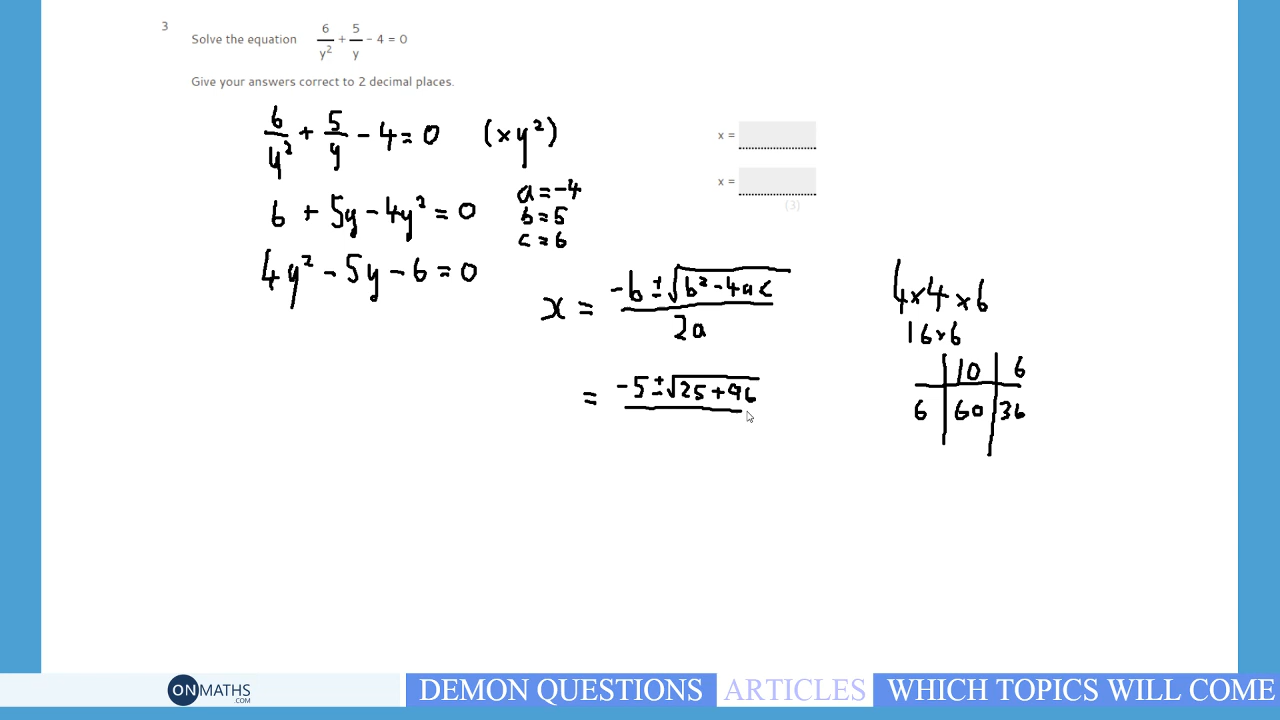 3
Solve the equation 6/y² + 5/y - 4 = 0
Give your answers correct to 2 decimal places.
6/y² + 5/y - 4 = 0 (×y²)
x =
a = -4
x =
6 + 5y - 4y² = 0
b = 5
(3)
c = 6
4y² - 5y - 6 = 0
x = (-b ± √(b² - 4ac))/2a
4×4×6
16×6
10 6
= -5 ± √(25 + 96)
6 60 36
ONMATHS
.COM
DEMON QUESTIONS ARTICLES WHICH TOPICS WILL COME